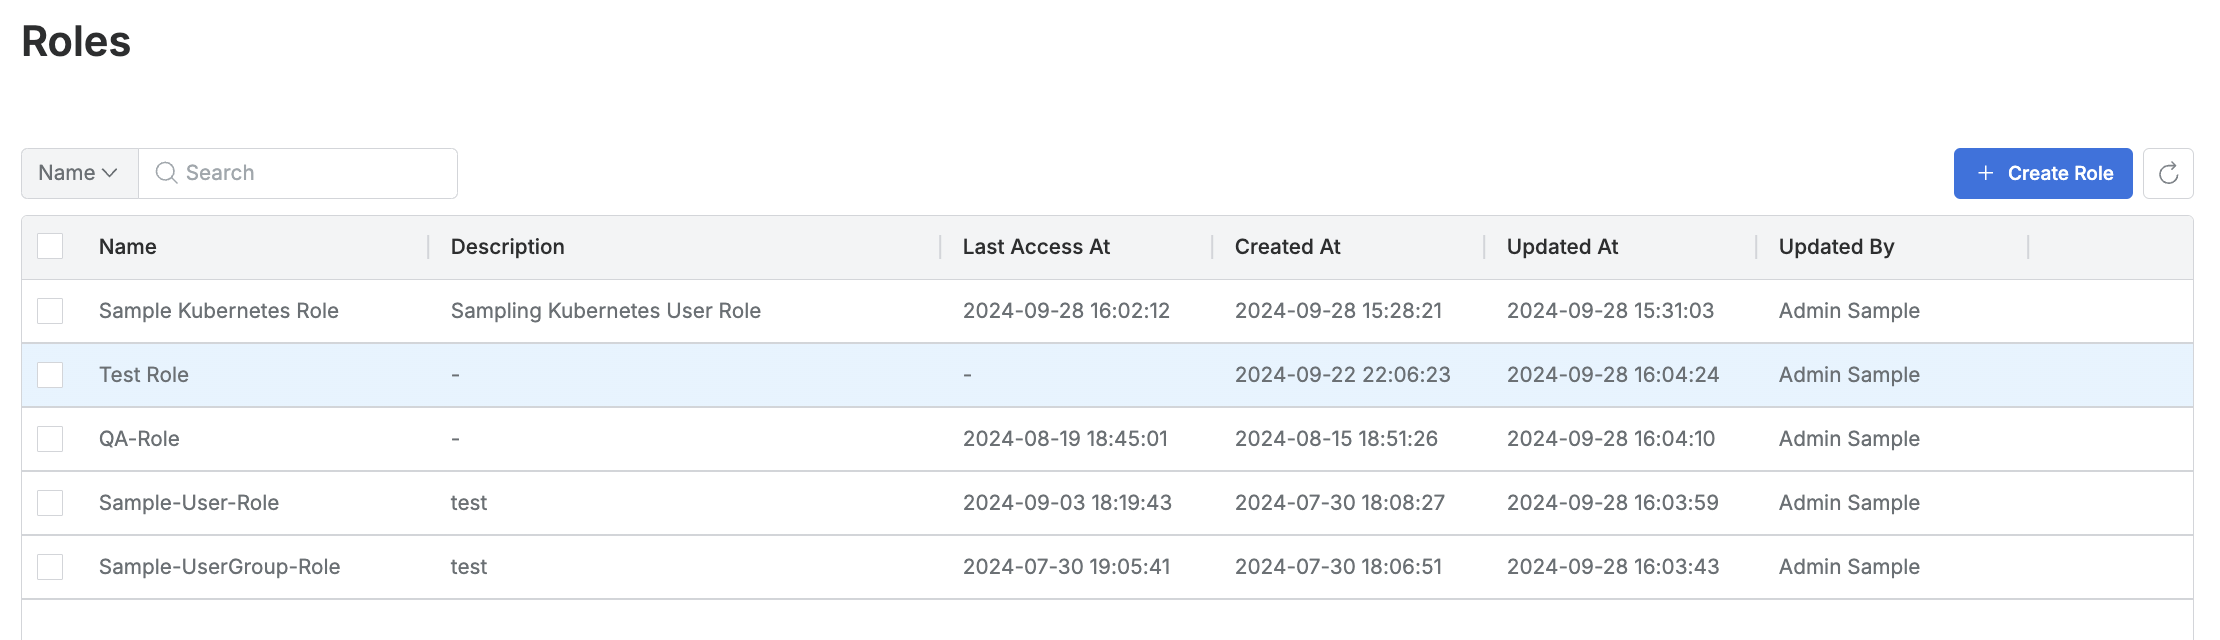 Roles
Name Search + Create Role
Name Description Last Access At Created At Updated At Updated By
Sample Kubernetes Role Sampling Kubernetes User Role 2024-09-28 16:02:12 2024-09-28 15:28:21 2024-09-28 15:31:03 Admin Sample
Test Role - - 2024-09-22 22:06:23 2024-09-28 16:04:24 Admin Sample
QA-Role - 2024-08-19 18:45:01 2024-08-15 18:51:26 2024-09-28 16:04:10 Admin Sample
Sample-User-Role test 2024-09-03 18:19:43 2024-07-30 18:08:27 2024-09-28 16:03:59 Admin Sample
Sample-UserGroup-Role test 2024-07-30 19:05:41 2024-07-30 18:06:51 2024-09-28 16:03:43 Admin Sample